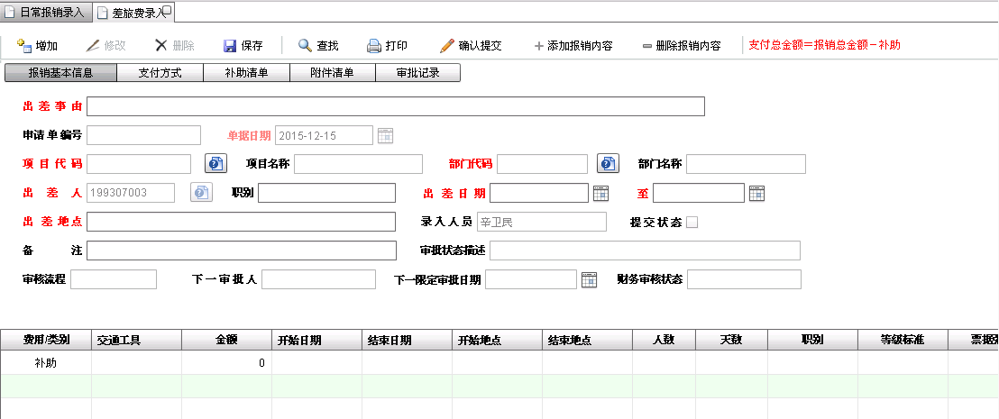 日常报销录入 差旅费录入
增加 修改 删除 保存 查找 打印 确认提交 添加报销内容 删除报销内容 支付总金额=报销总金额-补助
报销基本信息 支付方式 补助清单 附件清单 审批记录
出差事由
申请单编号 单据日期 2015-12-15
项目代码 项目名称 部门代码 部门名称
出差人 199307003 职别 出差日期 至
出差地点 录入人员 辛卫民 提交状态
备注 审批状态描述
审核流程 下一审批人 下一限定审批日期 财务审核状态
费用/类别 交通工具 金额 开始日期 结束日期 开始地点 结束地点 人数 天数 职别 等级标准 票据
补助 0